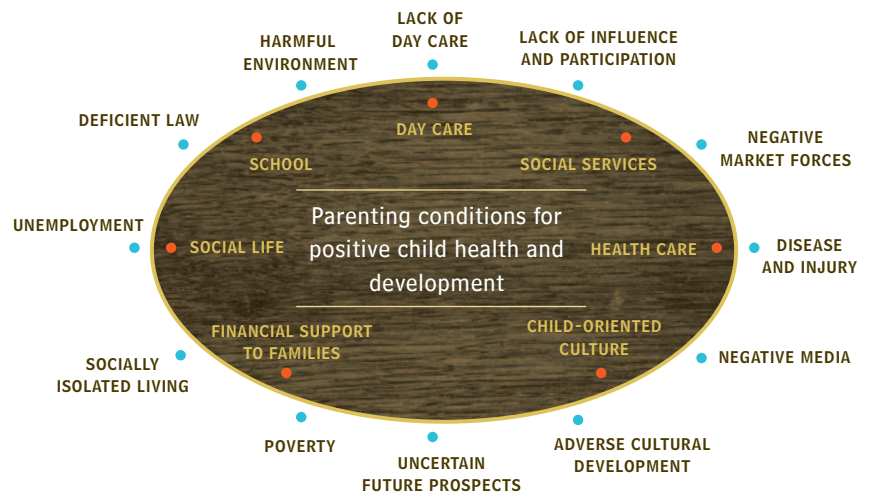 LACK OF
DAY CARE
HARMFUL
ENVIRONMENT
LACK OF INFLUENCE
AND PARTICIPATION
DEFICIENT LAW
NEGATIVE
MARKET FORCES
UNEMPLOYMENT
DISEASE
AND INJURY
SOCIALLY
ISOLATED LIVING
NEGATIVE MEDIA
POVERTY
UNCERTAIN
FUTURE PROSPECTS
ADVERSE CULTURAL
DEVELOPMENT
DAY CARE
SCHOOL
SOCIAL SERVICES
Parenting conditions for
positive child health and
development
SOCIAL LIFE
HEALTH CARE
FINANCIAL SUPPORT
TO FAMILIES
CHILD-ORIENTED
CULTURE